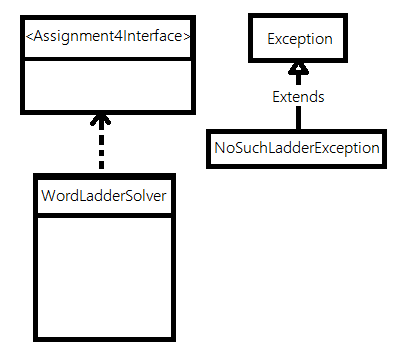 <Assignment4Interface>
Exception
Extends
NoSuchLadderException
WordLadderSolver